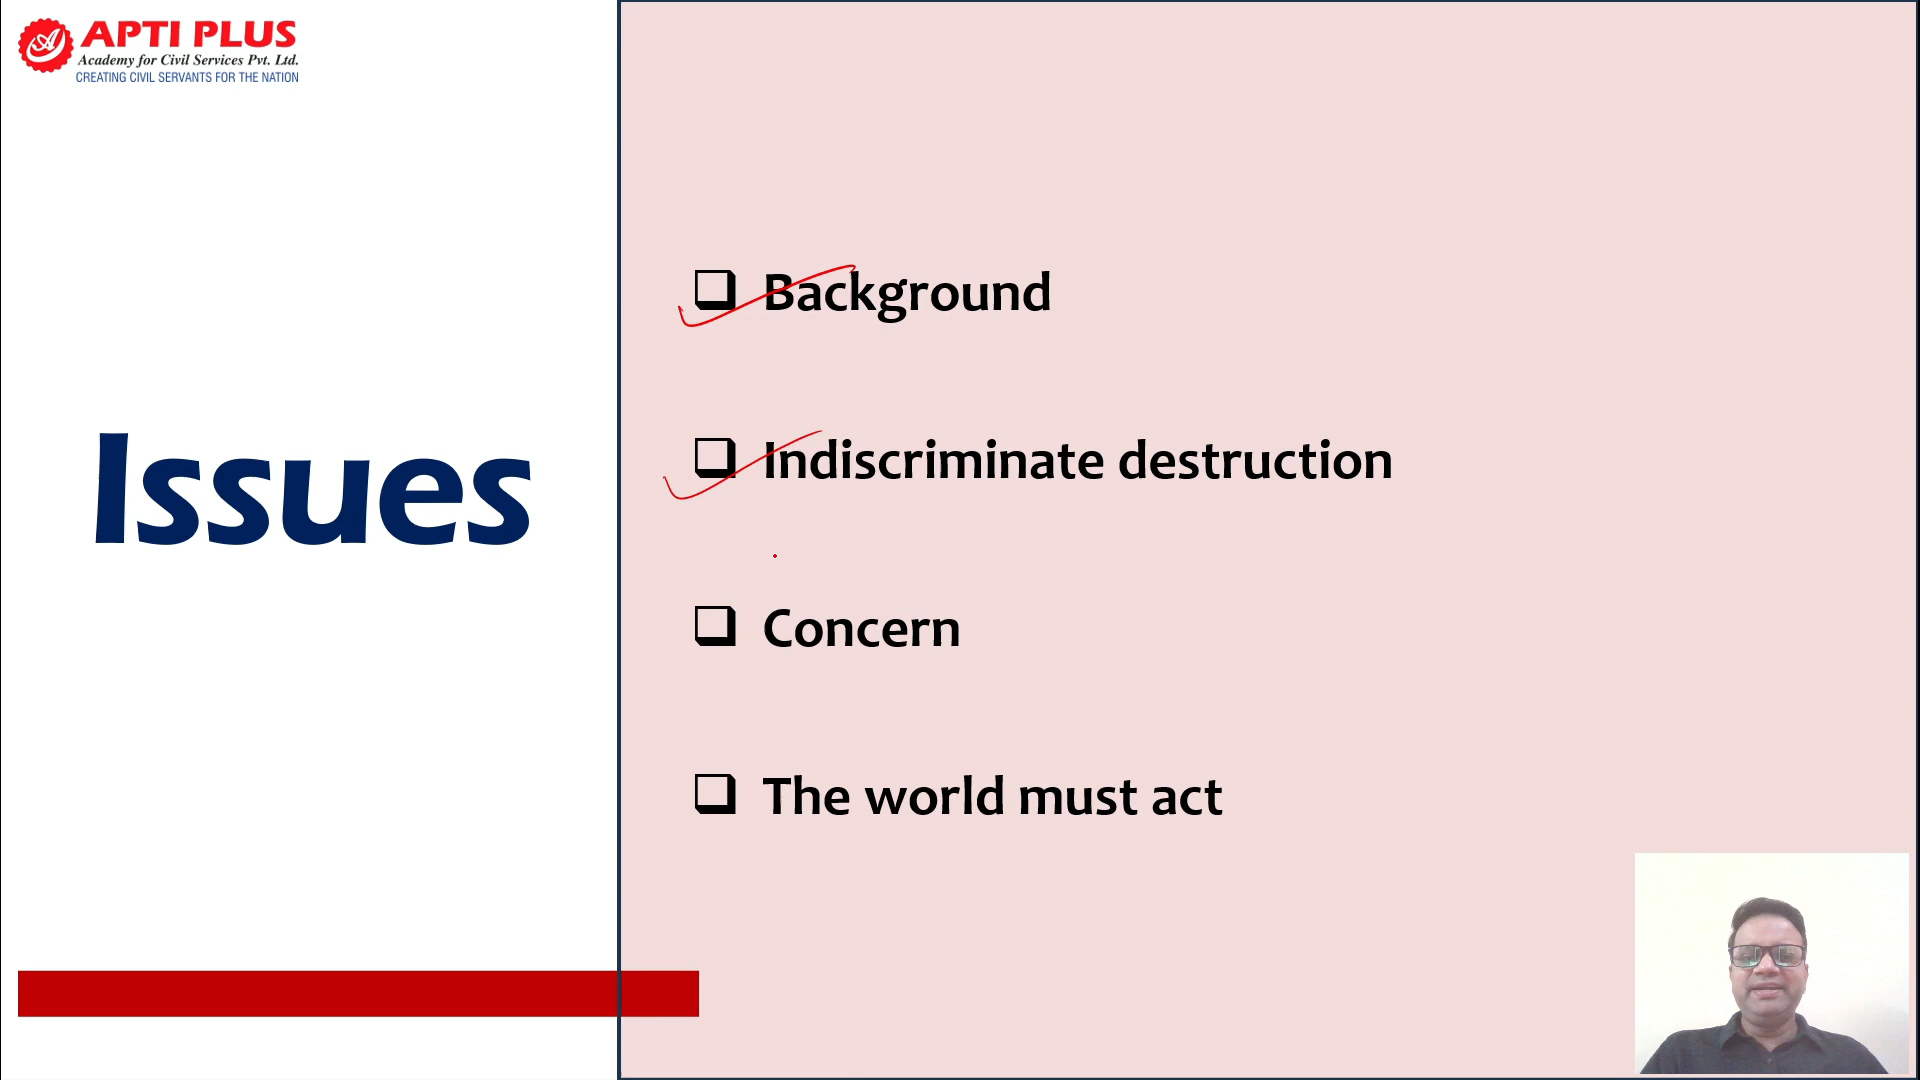 APTI PLUS
Academy for Civil Services Pvt. Ltd.
CREATING CIVIL SERVANTS FOR THE NATION
Issues
Background
Indiscriminate destruction
Concern
The world must act